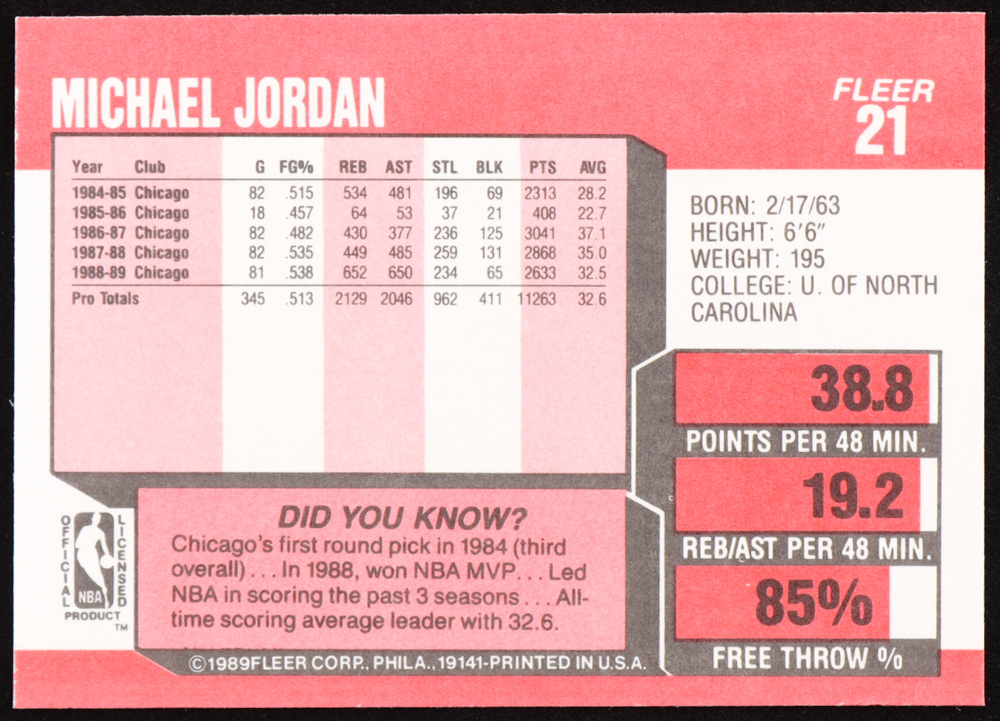 MICHAEL JORDAN
FLEER
21
Year Club G FG% REB AST STL BLK PTS AVG
1984-85 Chicago 82 .515 534 481 196 69 2313 28.2
1985-86 Chicago 18 .457 64 53 37 21 408 22.7
1986-87 Chicago 82 .482 430 377 236 125 3041 37.1
1987-88 Chicago 82 .535 449 485 259 131 2868 35.0
1988-89 Chicago 81 .538 652 650 234 65 2633 32.5
Pro Totals 345 .513 2129 2046 962 411 11263 32.6
BORN: 2/17/63
HEIGHT: 6'6"
WEIGHT: 195
COLLEGE: U. OF NORTH
CAROLINA
38.8
POINTS PER 48 MIN.
19.2
REB/AST PER 48 MIN.
85%
FREE THROW %
DID YOU KNOW?
Chicago's first round pick in 1984 (third
overall)...In 1988, won NBA MVP...Led
NBA in scoring the past 3 seasons...All-
time scoring average leader with 32.6.
OFFICIAL
LICENSED
NBA
PRODUCT
TM
©1989FLEER CORP., PHILA., 19141-PRINTED IN U.S.A.